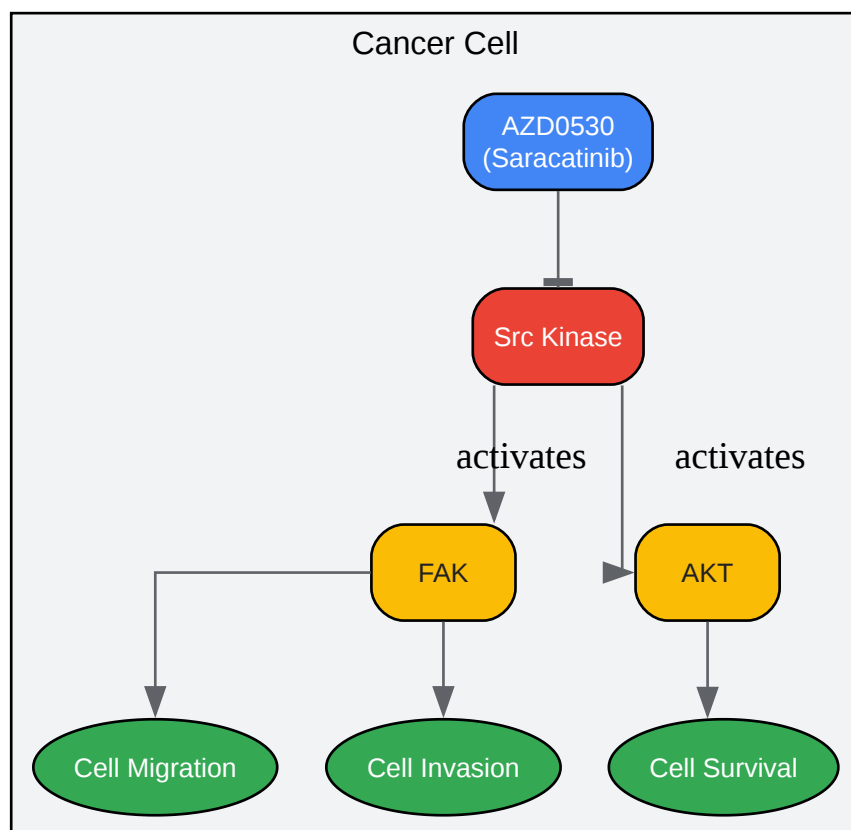 Cancer Cell
AZD0530
(Saracatinib)
Src Kinase
activates
activates
FAK
AKT
Cell Migration
Cell Invasion
Cell Survival